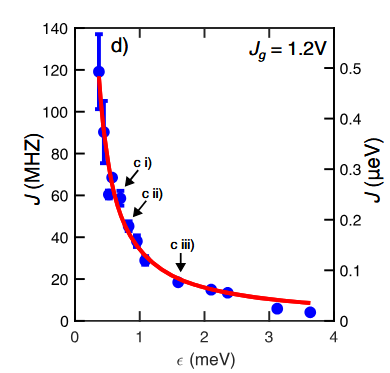 d)
J_g = 1.2V
140
120
100
80
60
40
20
0
J (MHZ)
0.5
0.4
0.3
0.2
0.1
0
J (μeV)
c i)
c ii)
c iii)
0 1 2 3 4
ϵ (meV)